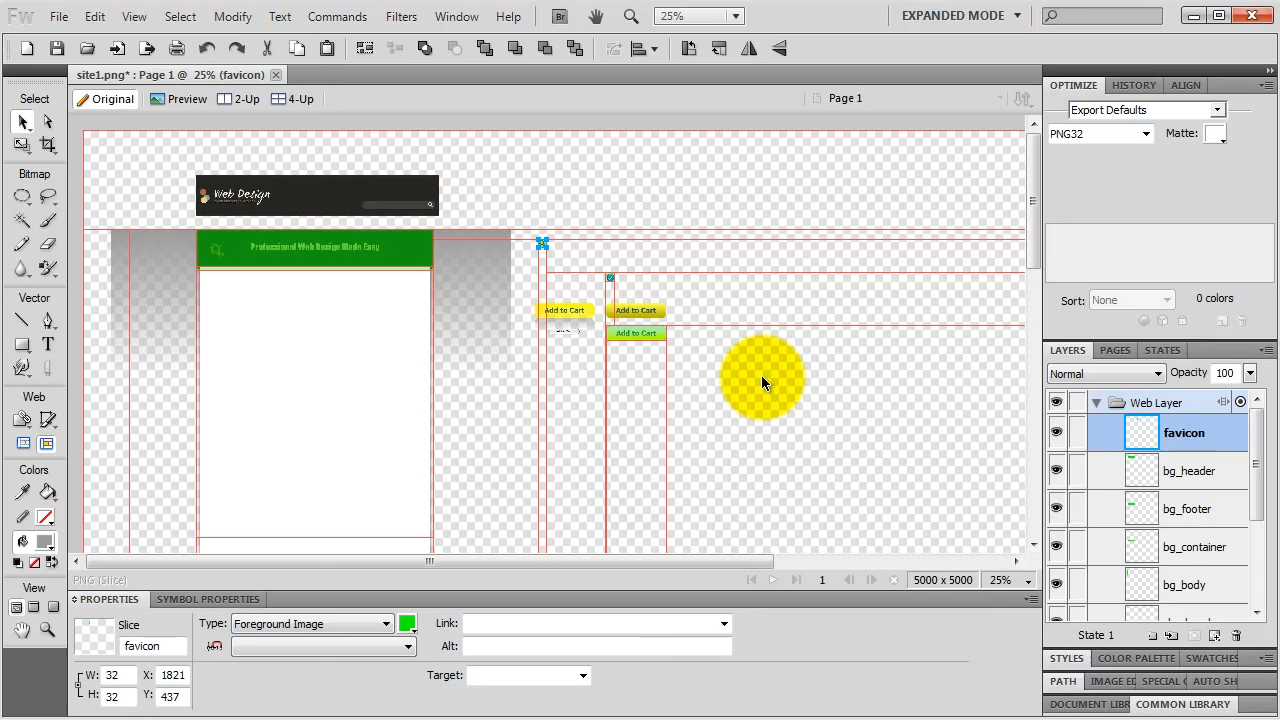 Fw File Edit View Select Modify Text Commands Filters Window Help Br 25% EXPANDED MODE
site1.png* : Page 1 @ 25% (favicon)
Original Preview 2-Up 4-Up Page 1
Select
Bitmap
Vector
T
Web
Colors
View
Web Design
Professional Web Design Made Easy
Add to Cart Add to Cart
Add to Cart
PNG (Slice) 1 5000 x 5000 25%
PROPERTIES SYMBOL PROPERTIES
Slice Type: Foreground Image Link:
favicon Alt:
W: 32 X: 1821 Target:
H: 32 Y: 437
OPTIMIZE HISTORY ALIGN
Export Defaults
PNG32 Matte:
Sort: None 0 colors
LAYERS PAGES STATES
Normal Opacity 100
Web Layer
favicon
bg_header
bg_footer
bg_container
bg_body
State 1
STYLES COLOR PALETTE SWATCHES
PATH IMAGE ED SPECIAL C AUTO SH
DOCUMENT LIBR COMMON LIBRARY